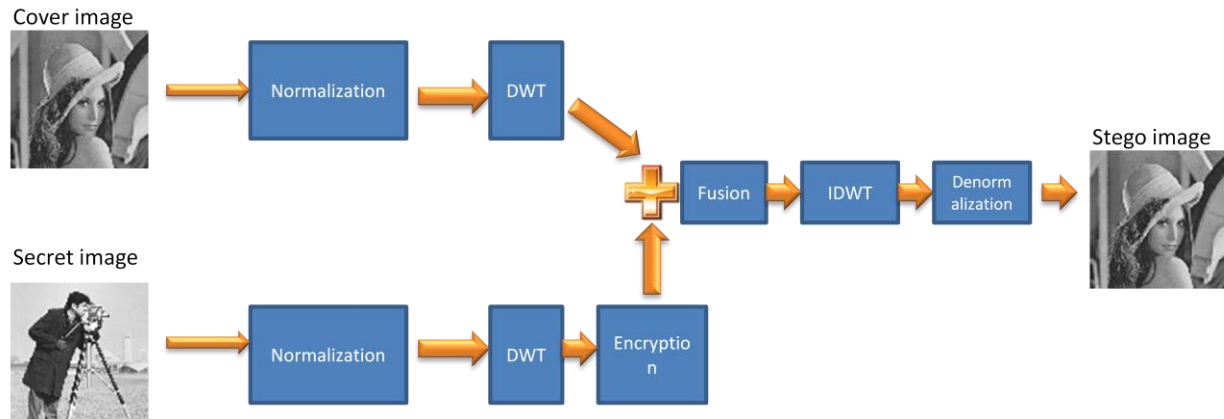 Cover image
Normalization
DWT
Stego image
Fusion
IDWT
Denorm
alization
Secret image
Normalization
DWT
Encryptio
n